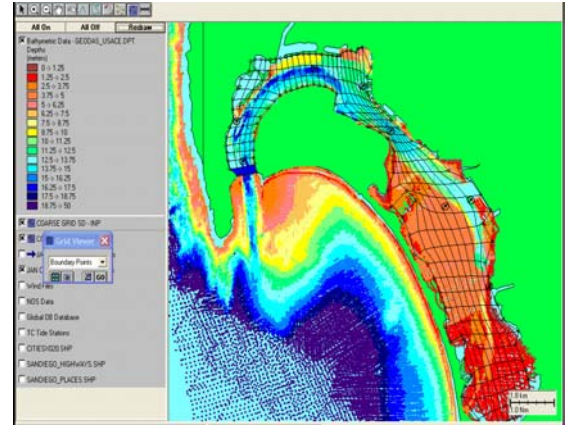 All On All Off Redraw
Bathymetric Data - GEODAS_USACE.DPT
Depths
(meters)
0 -> 1.25
1.25 -> 2.5
2.5 -> 3.75
3.75 -> 5
5 -> 6.25
6.25 -> 7.5
7.5 -> 8.75
8.75 -> 10
10 -> 11.25
11.25 -> 12.5
12.5 -> 13.75
13.75 -> 15
15 -> 16.25
16.25 -> 17.5
17.5 -> 18.75
18.75 -> 50
COARSE GRID SD - INP
Grid Viewer
Boundary Points
GO
JAN C
Wind Files
NOS Data
Global DB Database
TC Tide Stations
CITIESX020.SHP
SANDIEGO_HIGHWAYS.SHP
SANDIEGO_PLACES.SHP
1.0 km
1.0 Nm